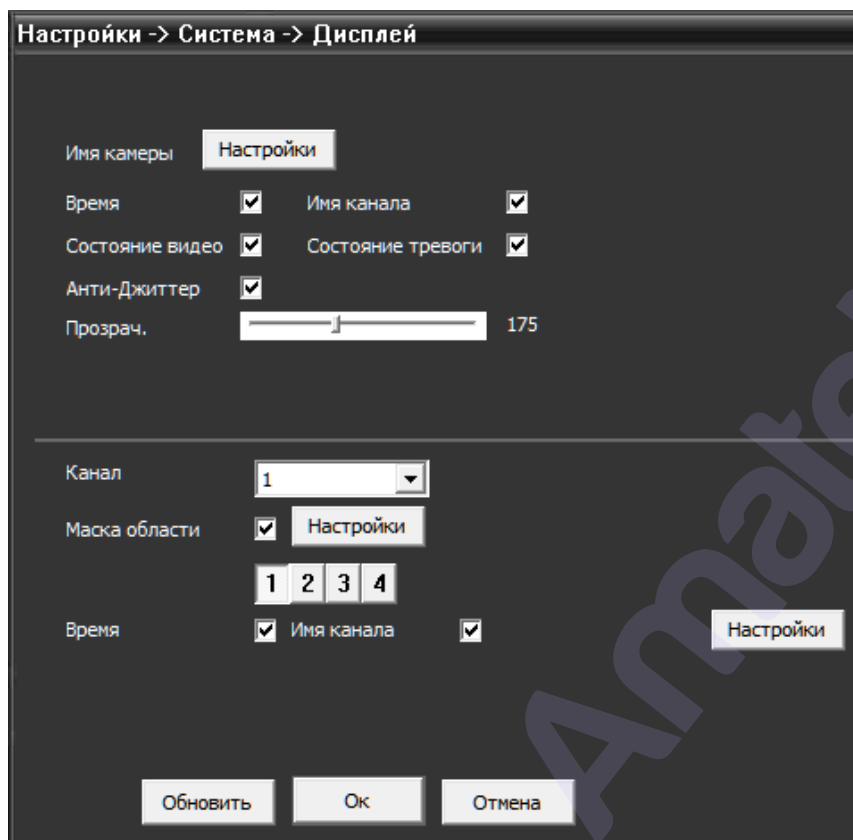 Настройки -> Система -> Дисплей
Имя камеры Настройки
Время Имя канала
Состояние видео Состояние тревоги
Анти-Джиттер
Прозрач. 175
Канал 1
Маска области Настройки
1 2 3 4
Время Имя канала Настройки
Обновить Ок Отмена